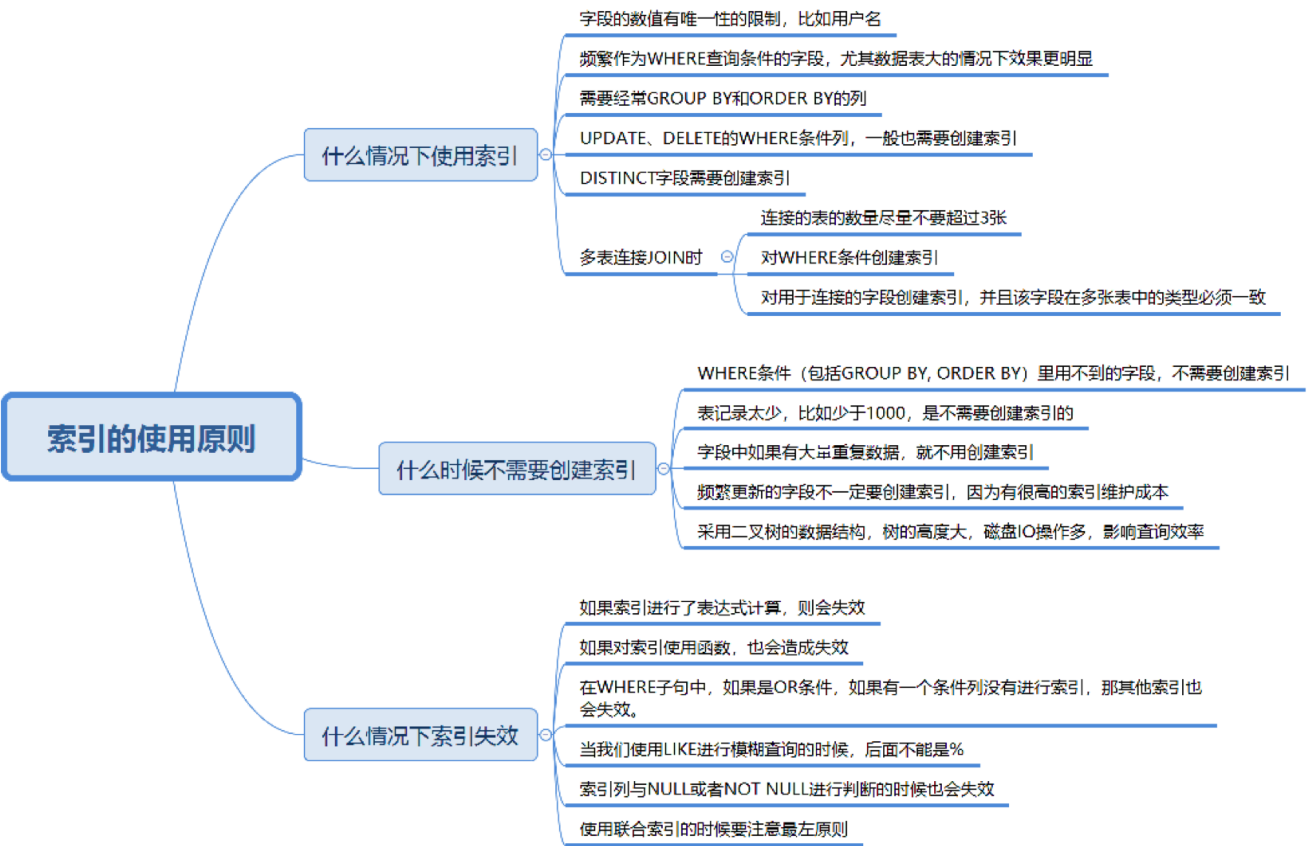 字段的数值有唯一性的限制，比如用户名
频繁作为WHERE查询条件的字段，尤其数据表大的情况下效果更明显
需要经常GROUP BY和ORDER BY的列
什么情况下使用索引
UPDATE、DELETE的WHERE条件列，一般也需要创建索引
DISTINCT字段需要创建索引
多表连接JOIN时
连接的表的数量尽量不要超过3张
对WHERE条件创建索引
对用于连接的字段创建索引，并且该字段在多张表中的类型必须一致
索引的使用原则
什么时候不需要创建索引
WHERE条件（包括GROUP BY, ORDER BY）里用不到的字段，不需要创建索引
表记录太少，比如少于1000，是不需要创建索引的
字段中如果有大量重复数据，就不用创建索引
频繁更新的字段不一定要创建索引，因为有很高的索引维护成本
采用二叉树的数据结构，树的高度大，磁盘IO操作多，影响查询效率
什么情况下索引失效
如果索引进行了表达式计算，则会失效
如果对索引使用函数，也会造成失效
在WHERE子句中，如果是OR条件，如果有一个条件列没有进行索引，那其他索引也
会失效。
当我们使用LIKE进行模糊查询的时候，后面不能是%
索引列与NULL或者NOT NULL进行判断的时候也会失效
使用联合索引的时候要注意最左原则